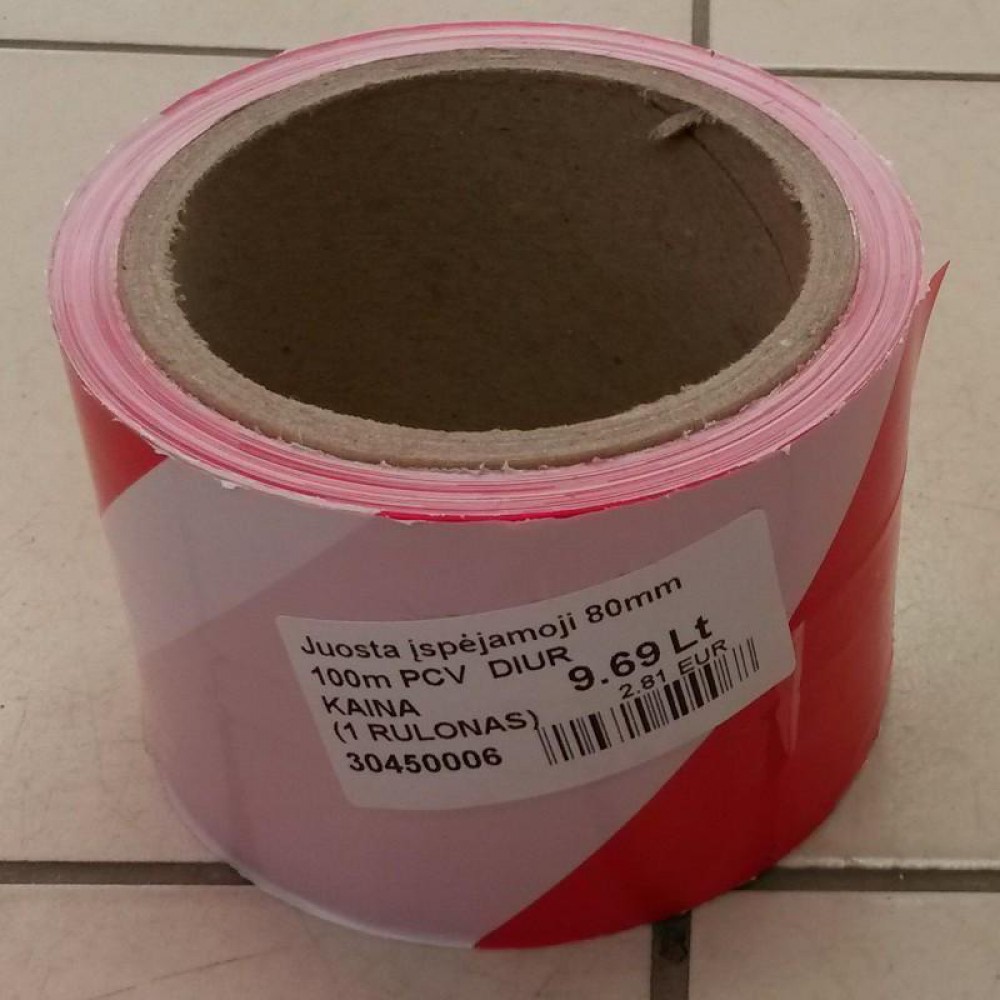 Juosta įspėjamoji 80mm
100m PCV DIUR
KAINA 9.69 Lt
2.81 EUR
(1 RULONAS)
30450006